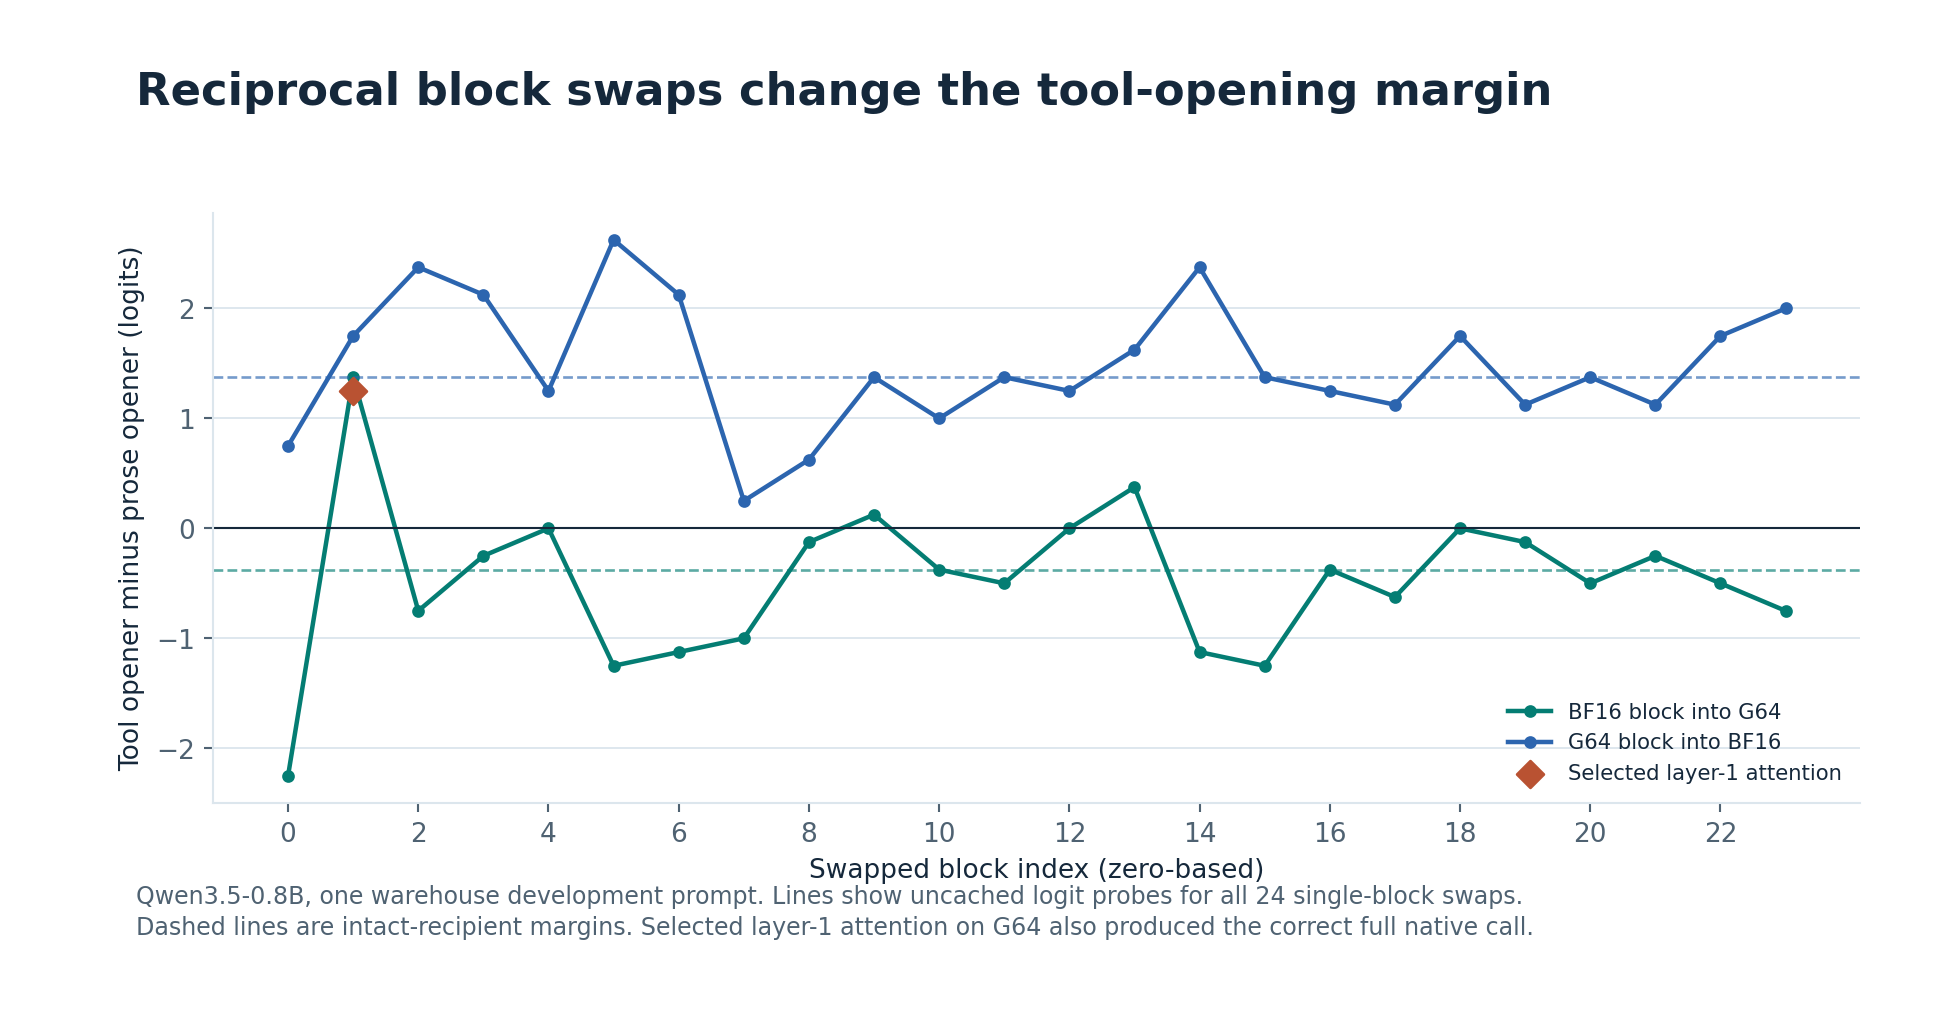 Reciprocal block swaps change the tool-opening margin
Tool opener minus prose opener (logits)
2
1
0
−1
−2
BF16 block into G64
G64 block into BF16
Selected layer-1 attention
0 2 4 6 8 10 12 14 16 18 20 22
Swapped block index (zero-based)
Qwen3.5-0.8B, one warehouse development prompt. Lines show uncached logit probes for all 24 single-block swaps.
Dashed lines are intact-recipient margins. Selected layer-1 attention on G64 also produced the correct full native call.